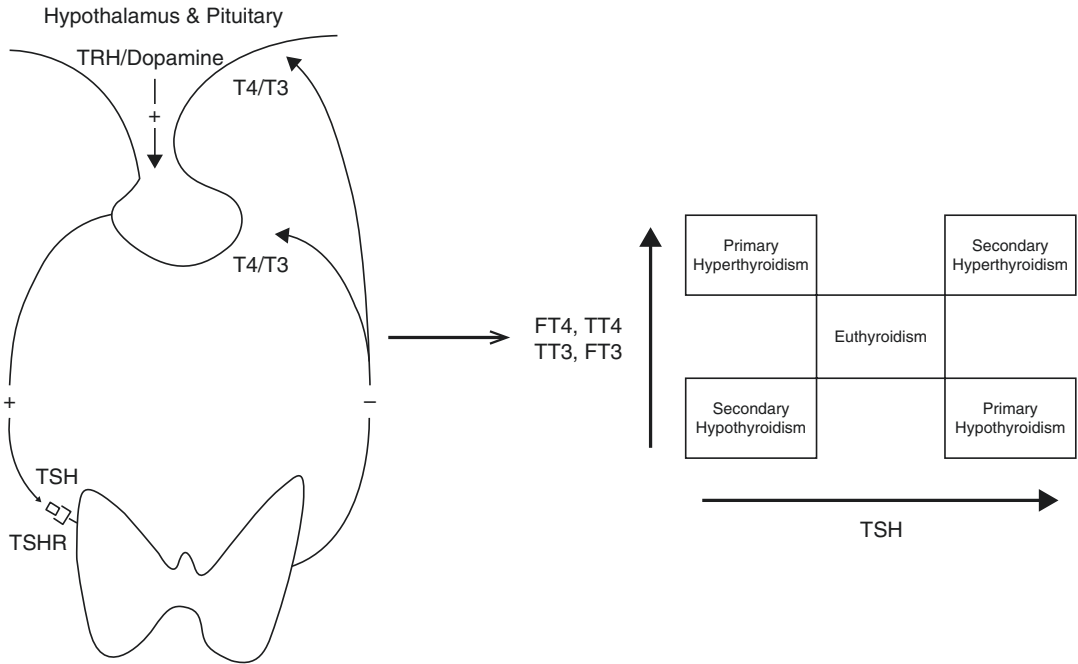 Hypothalamus & Pituitary
TRH/Dopamine
T4/T3
+
T4/T3
+
–
TSH
TSHR
FT4, TT4
TT3, FT3
Primary
Hyperthyroidism
Secondary
Hyperthyroidism
Euthyroidism
Secondary
Hypothyroidism
Primary
Hypothyroidism
TSH